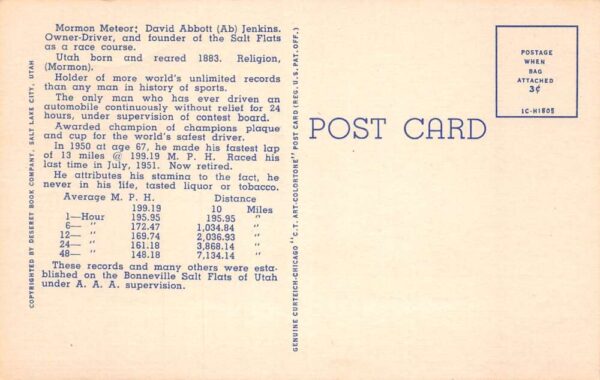 Mormon Meteor: David Abbott (Ab) Jenkins.
Owner-Driver, and founder of the Salt Flats
as a race course.
Utah born and reared 1883. Religion,
(Mormon).
Holder of more world's unlimited records
than any man in history of sports.
The only man who has ever driven an
automobile continuously without relief for 24
hours, under supervision of contest board.
Awarded champion of champions plaque
and cup for the world's safest driver.
In 1950 at age 67, he made his fastest lap
of 13 miles @ 199.19 M. P. H. Raced his
last time in July, 1951. Now retired.
He attributes his stamina to the fact, he
never in his life, tasted liquor or tobacco.
Average M. P. H. Distance
199.19 10 Miles
1—Hour 195.95 195.95 "
6— " 172.47 1,034.84 "
12— " 169.74 2,036.93 "
24— " 161.18 3,868.14 "
48— " 148.18 7,134.14 "
These records and many others were esta-
blished on the Bonneville Salt Flats of Utah
under A. A. A. supervision.
COPYRIGHTED BY DESERET BOOK COMPANY, SALT LAKE CITY, UTAH
GENUINE CURTEICH-CHICAGO "C. T. ART-COLORTONE" POST CARD (REG. U. S. PAT. OFF.)
POST CARD
POSTAGE
WHEN
BAG
ATTACHED
3¢
1C-H1805